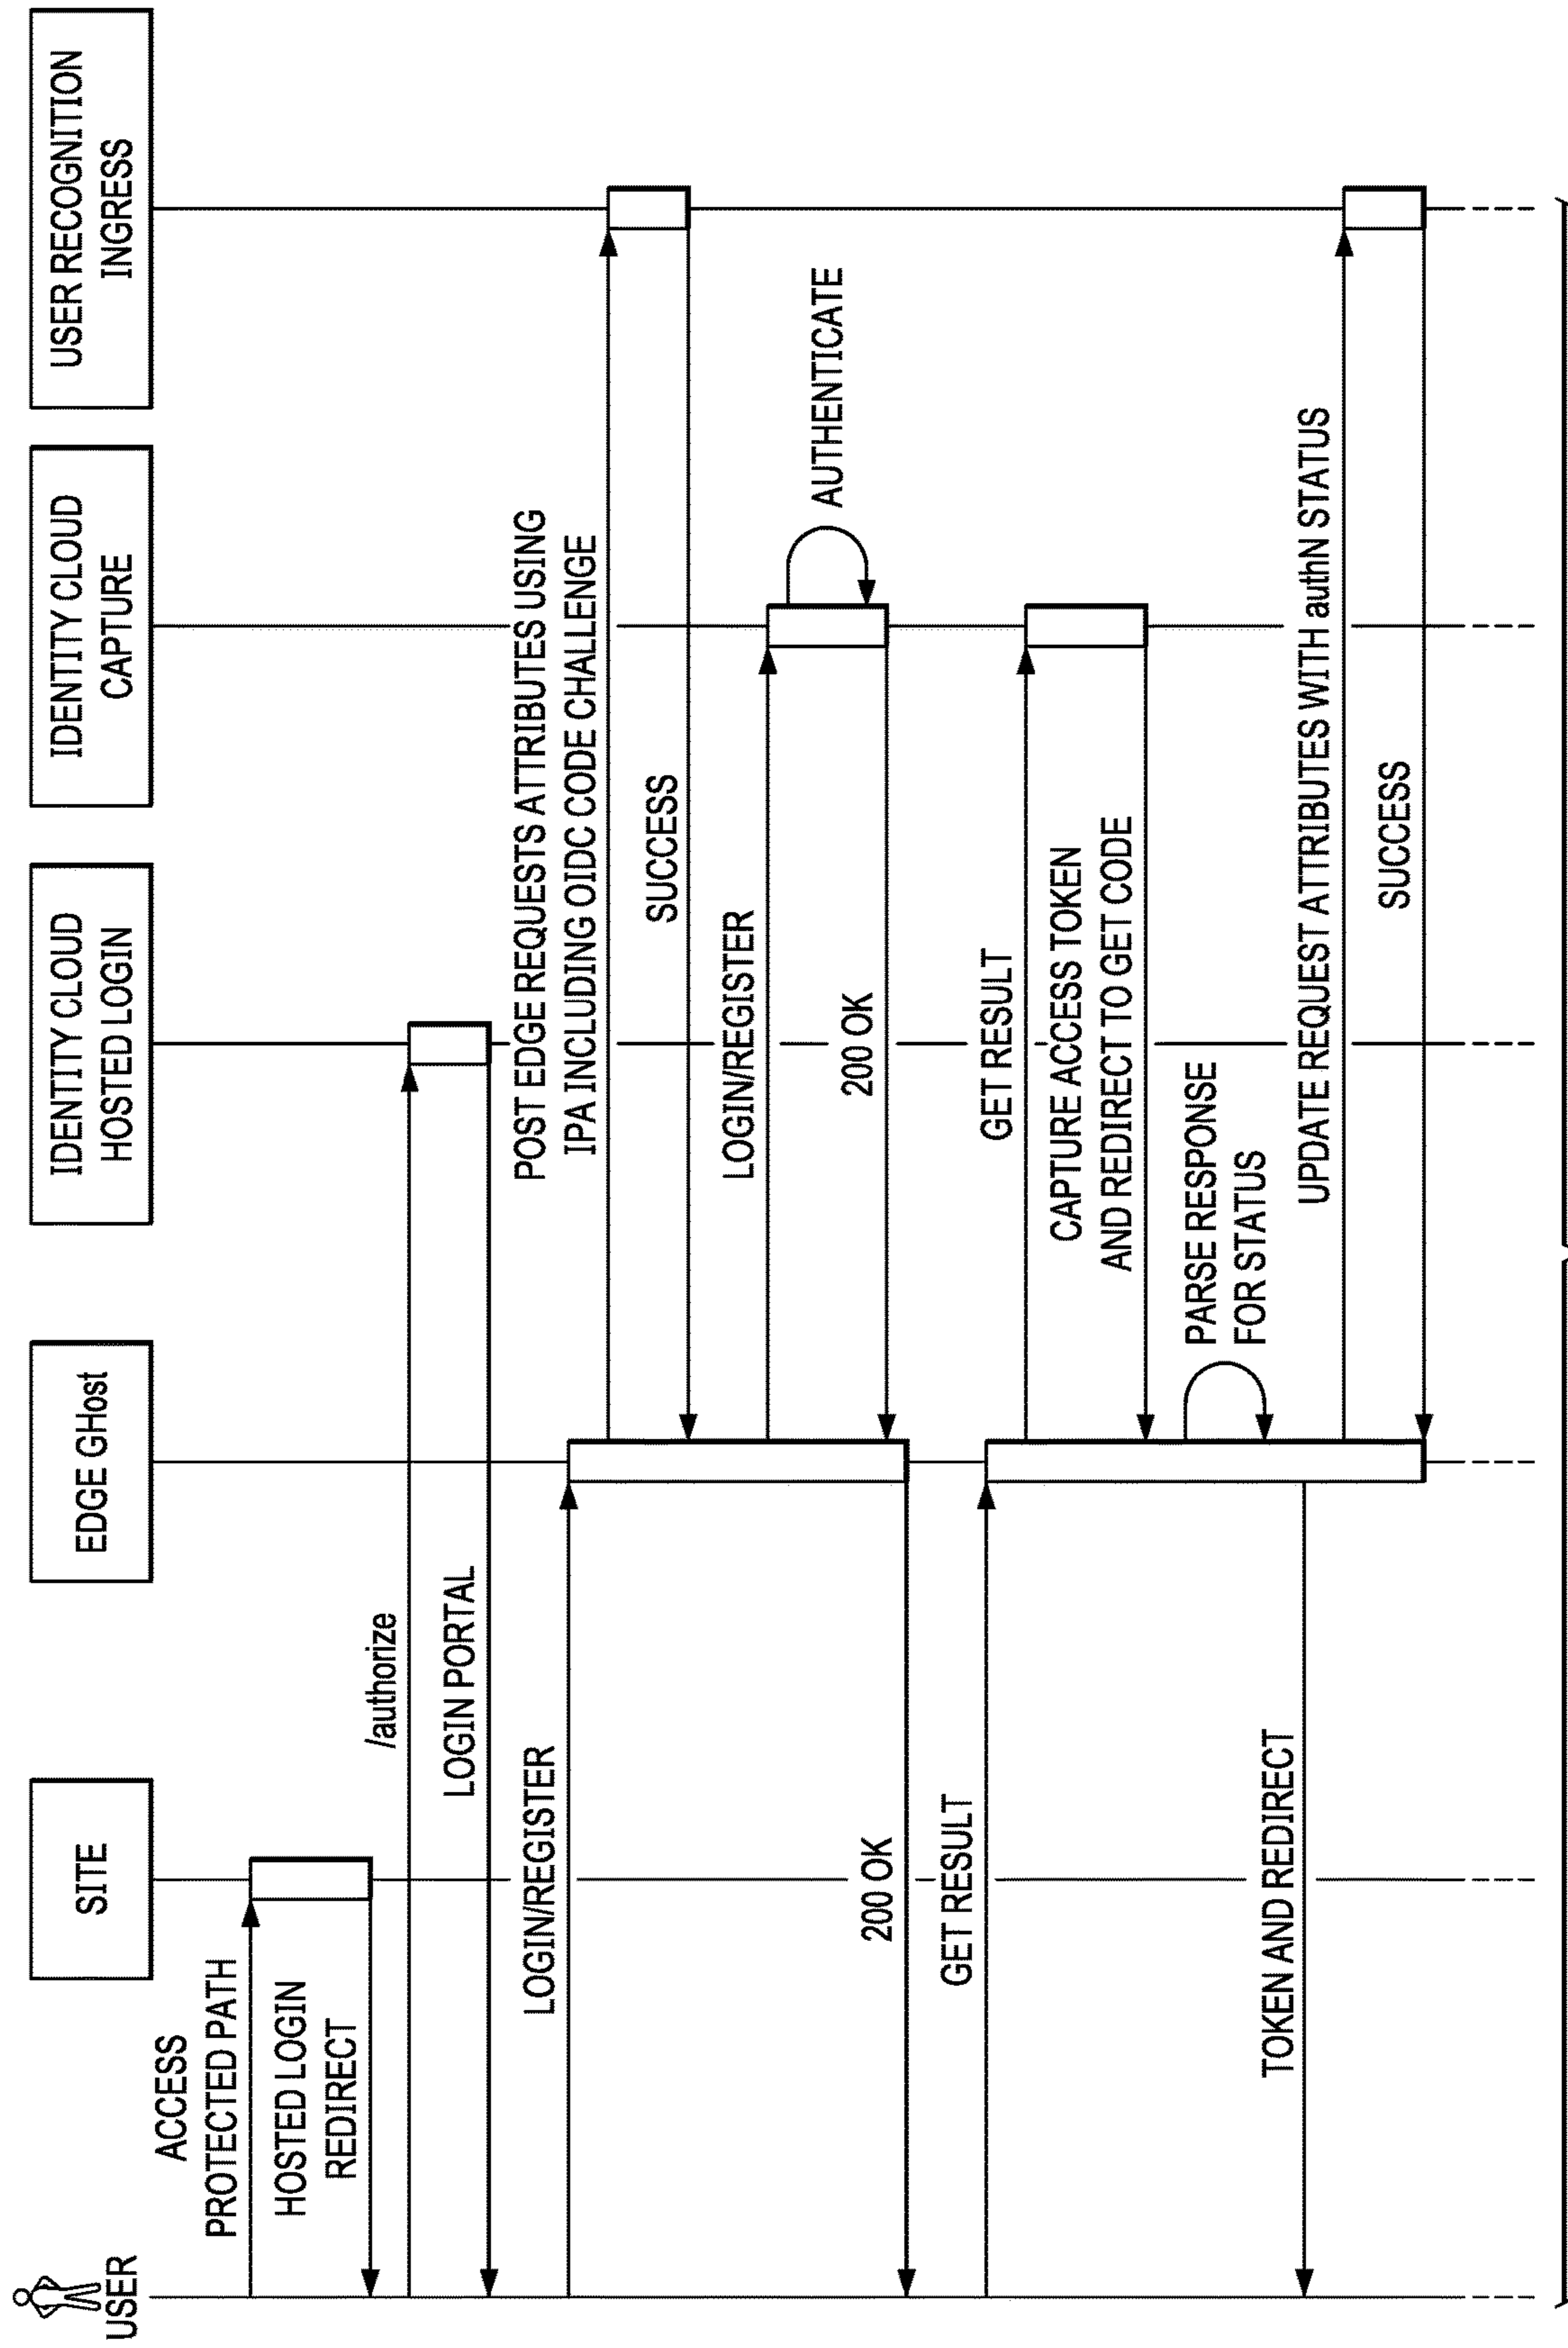 USER
SITE
EDGE GHost
IDENTITY CLOUD
HOSTED LOGIN
IDENTITY CLOUD
CAPTURE
USER RECOGNITION
INGRESS
ACCESS
PROTECTED PATH
HOSTED LOGIN
REDIRECT
/authorize
LOGIN PORTAL
LOGIN/REGISTER
POST EDGE REQUESTS ATTRIBUTES USING
IPA INCLUDING OIDC CODE CHALLENGE
SUCCESS
LOGIN/REGISTER
AUTHENTICATE
200 OK
200 OK
GET RESULT
GET RESULT
CAPTURE ACCESS TOKEN
AND REDIRECT TO GET CODE
PARSE RESPONSE
FOR STATUS
TOKEN AND REDIRECT
UPDATE REQUEST ATTRIBUTES WITH authN STATUS
SUCCESS